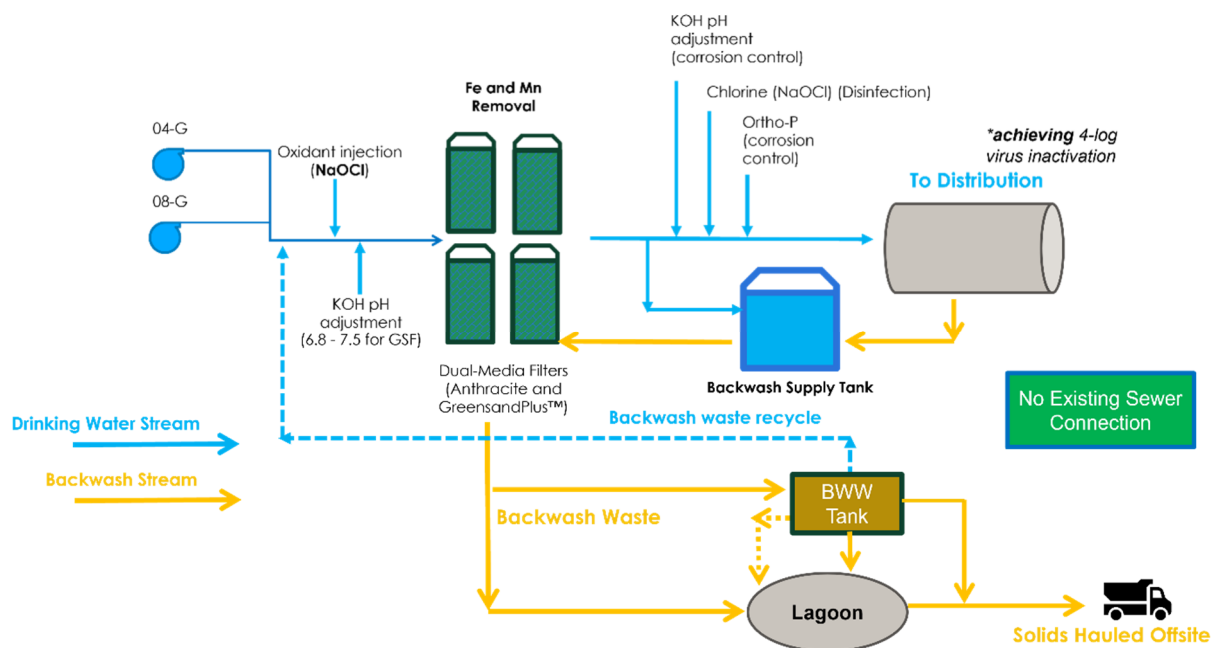 KOH pH
adjustment
(corrosion control)
Fe and Mn
Removal
Chlorine (NaOCl) (Disinfection)
04-G
Ortho-P
(corrosion
control)
*achieving 4-log
virus inactivation
Oxidant injection
(NaOCl)
To Distribution
08-G
KOH pH
adjustment
(6.8 - 7.5 for GSF)
Dual-Media Filters
(Anthracite and
GreensandPlus™)
Backwash Supply Tank
No Existing Sewer
Connection
Drinking Water Stream
Backwash waste recycle
Backwash Stream
BWW
Tank
Backwash Waste
Lagoon
Solids Hauled Offsite